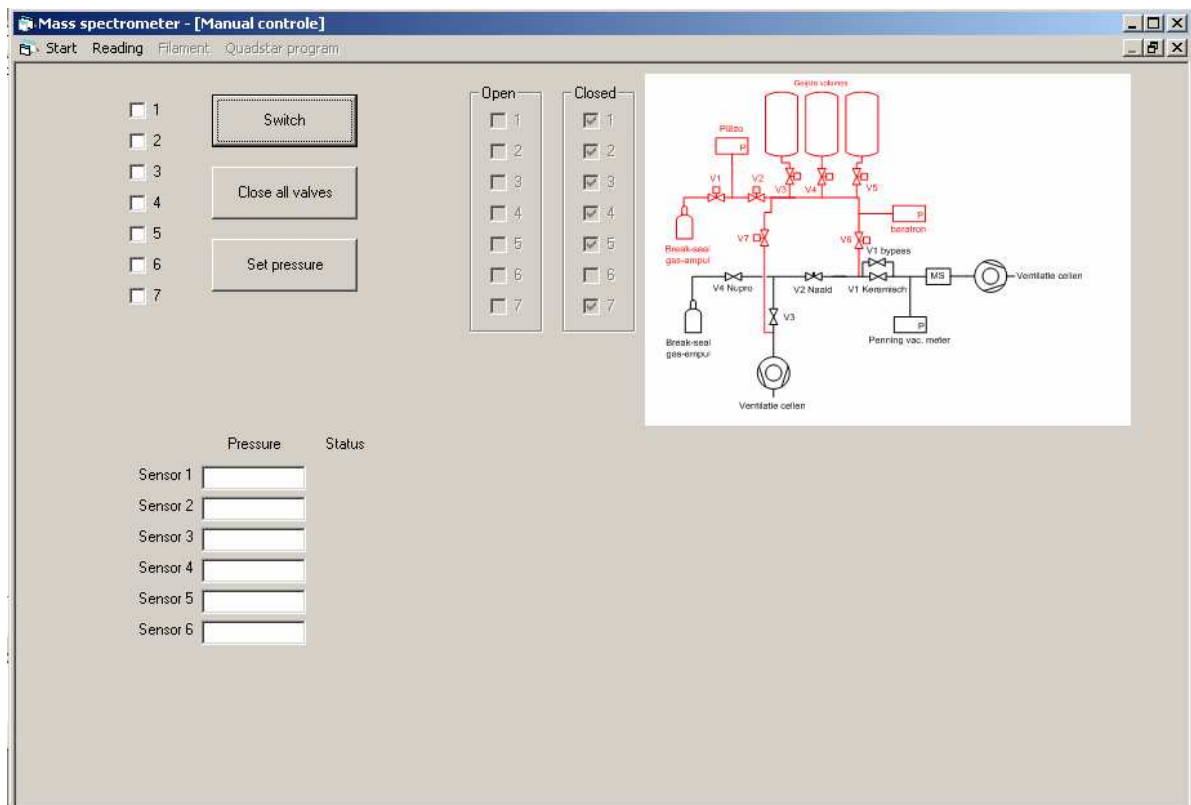 Mass spectrometer - [Manual controle]
Start Reading Filament Quadstar program
1
2
3
4
5
6
7
Switch
Close all valves
Set pressure
Open
1
2
3
4
5
6
7
Closed
1
2
3
4
5
6
7
Piëzo
P
V1 V2 V3 V4 V5
P
baratron
Break-seal
gas-ampul
V7 V6
V1 bypass
V4 Nupro V2 Naald V1 Keramisch MS Ventilatie cellen
V3
P
Penning vac. meter
Break-seal
gas-ampul
Ventilatie cellen
Pressure Status
Sensor 1
Sensor 2
Sensor 3
Sensor 4
Sensor 5
Sensor 6